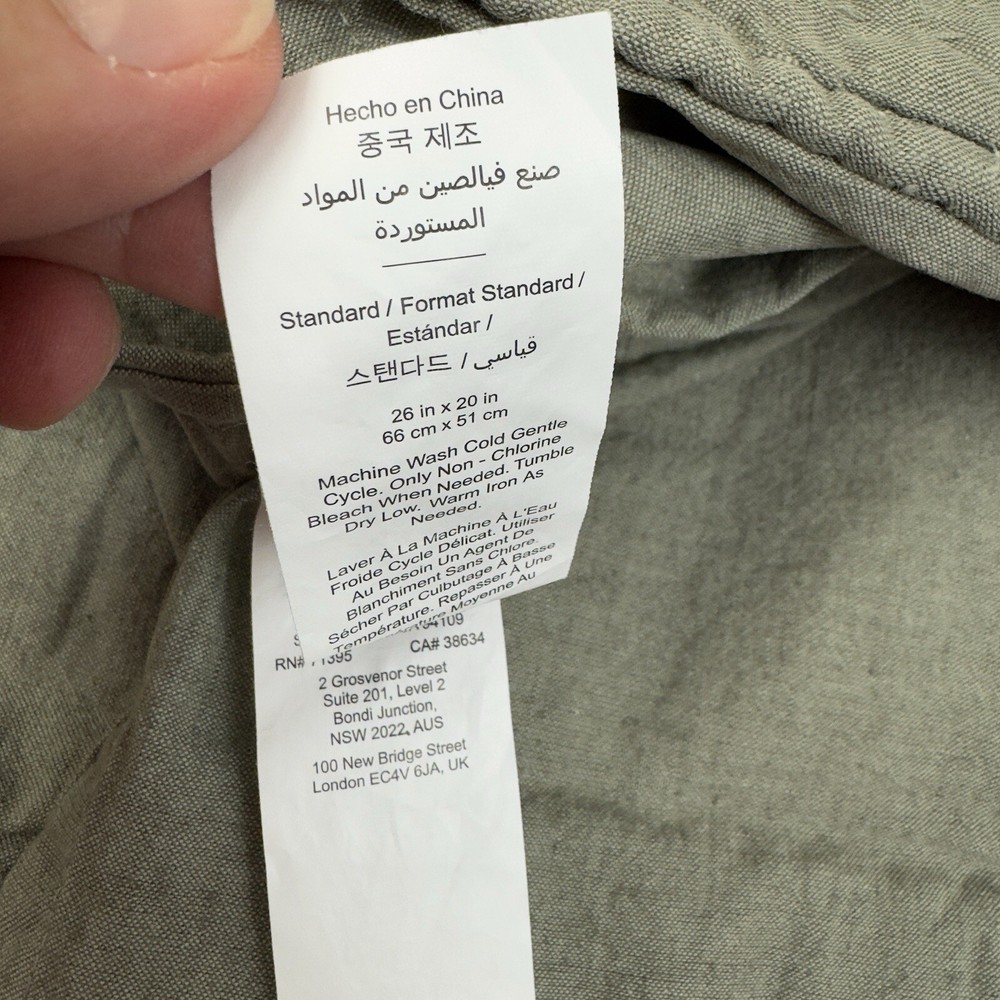 Hecho en China
중국 제조
صنع فيالصين من المواد
المستوردة
Standard / Format Standard /
Estándar /
스탠다드 / قياسي
26 in x 20 in
66 cm x 51 cm
Machine Wash Cold Gentle
Cycle. Only Non - Chlorine
Bleach When Needed. Tumble
Dry Low. Warm Iron As
Needed.
Laver À La Machine À L'Eau
Froide Cycle Délicat. Utiliser
Au Besoin Un Agent De
Blanchiment Sans Chlore.
Sécher Par Culbutage À Basse
Température. Repasser À Une
Température Moyenne Au
RN# CA# 38634
2 Grosvenor Street
Suite 201, Level 2
Bondi Junction,
NSW 2022, AUS
100 New Bridge Street
London EC4V 6JA, UK